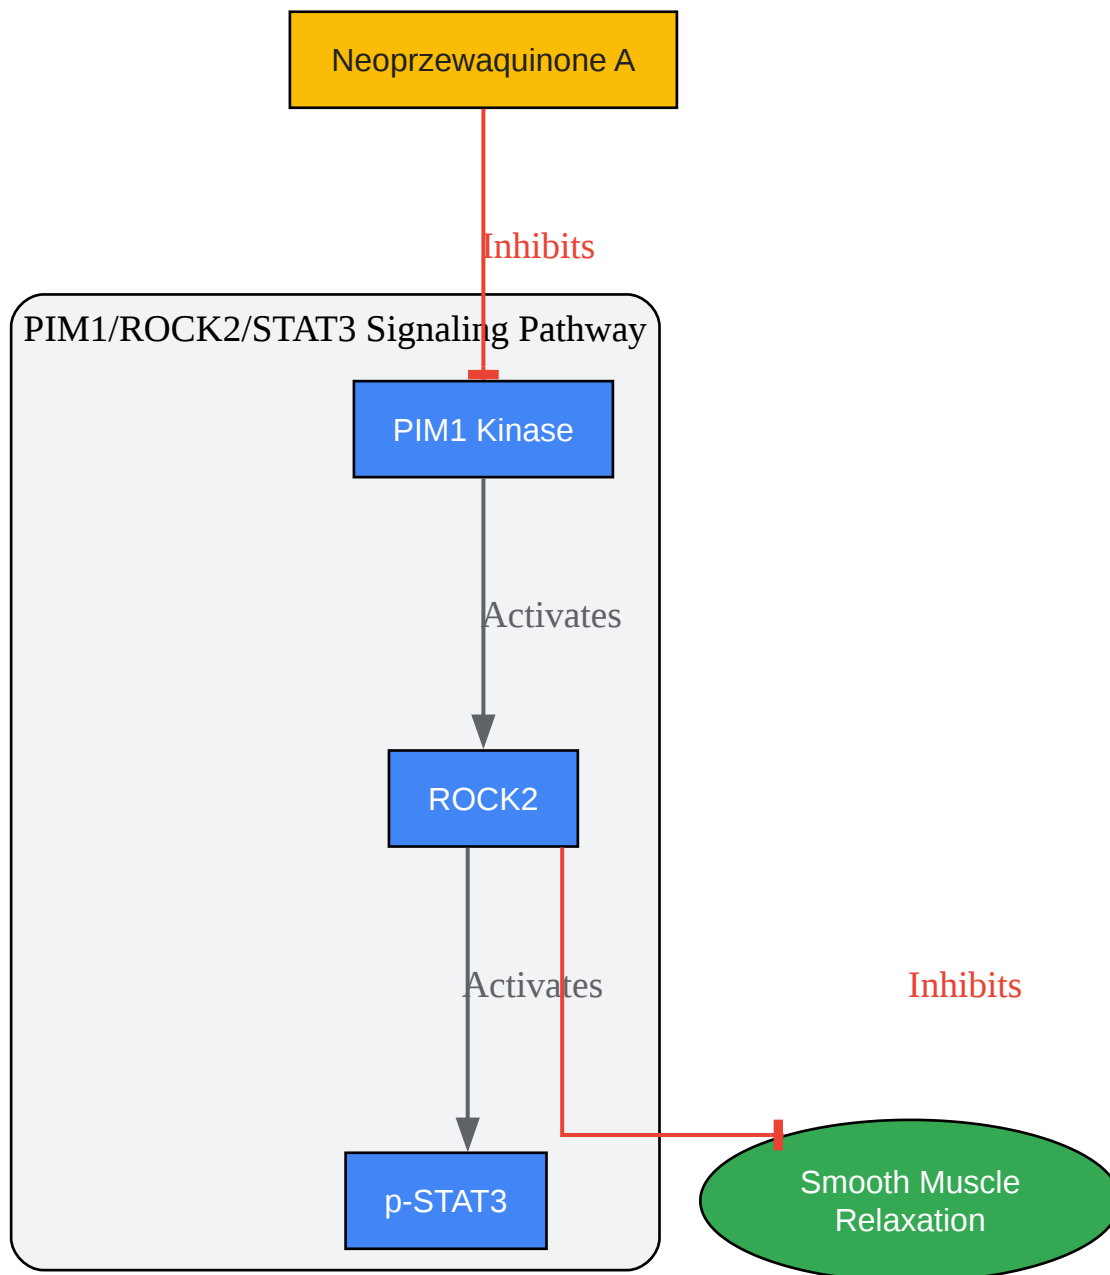 Neoprzewaquinone A
Inhibits
PIM1/ROCK2/STAT3 Signaling Pathway
PIM1 Kinase
Activates
ROCK2
Activates
Inhibits
p-STAT3
Smooth Muscle
Relaxation